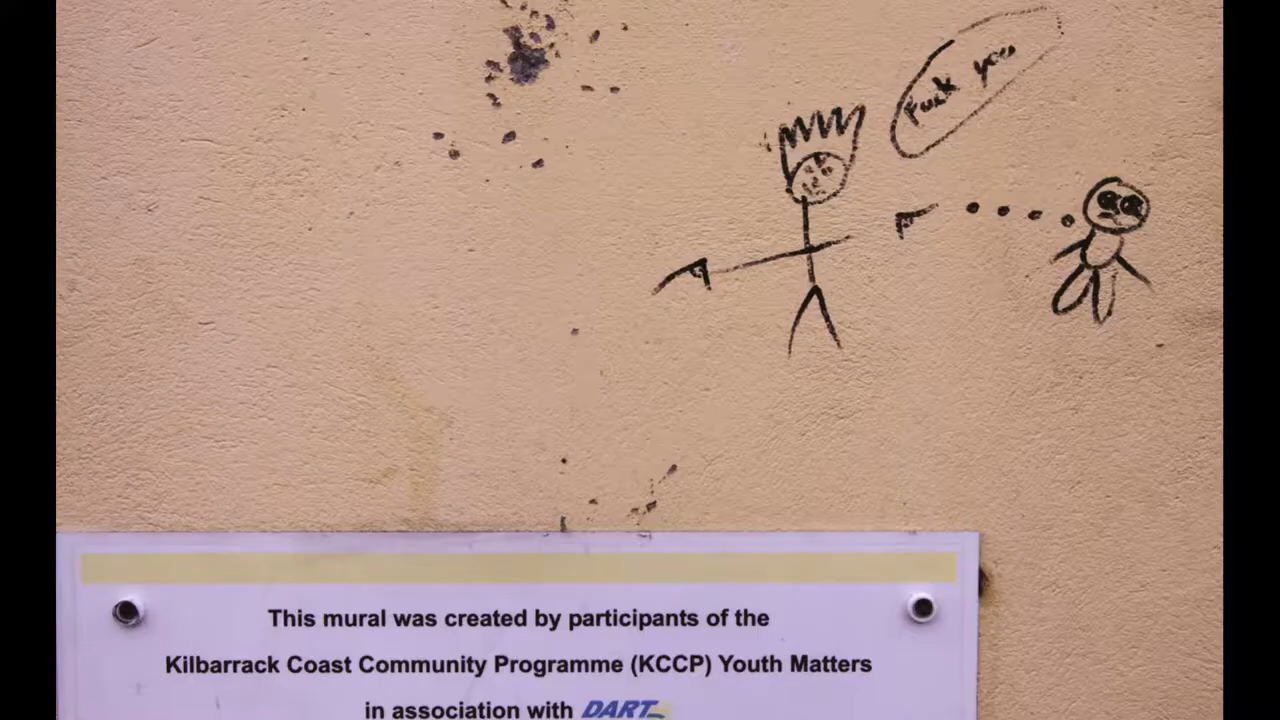 Fuck you
This mural was created by participants of the
Kilbarrack Coast Community Programme (KCCP) Youth Matters
in association with DART